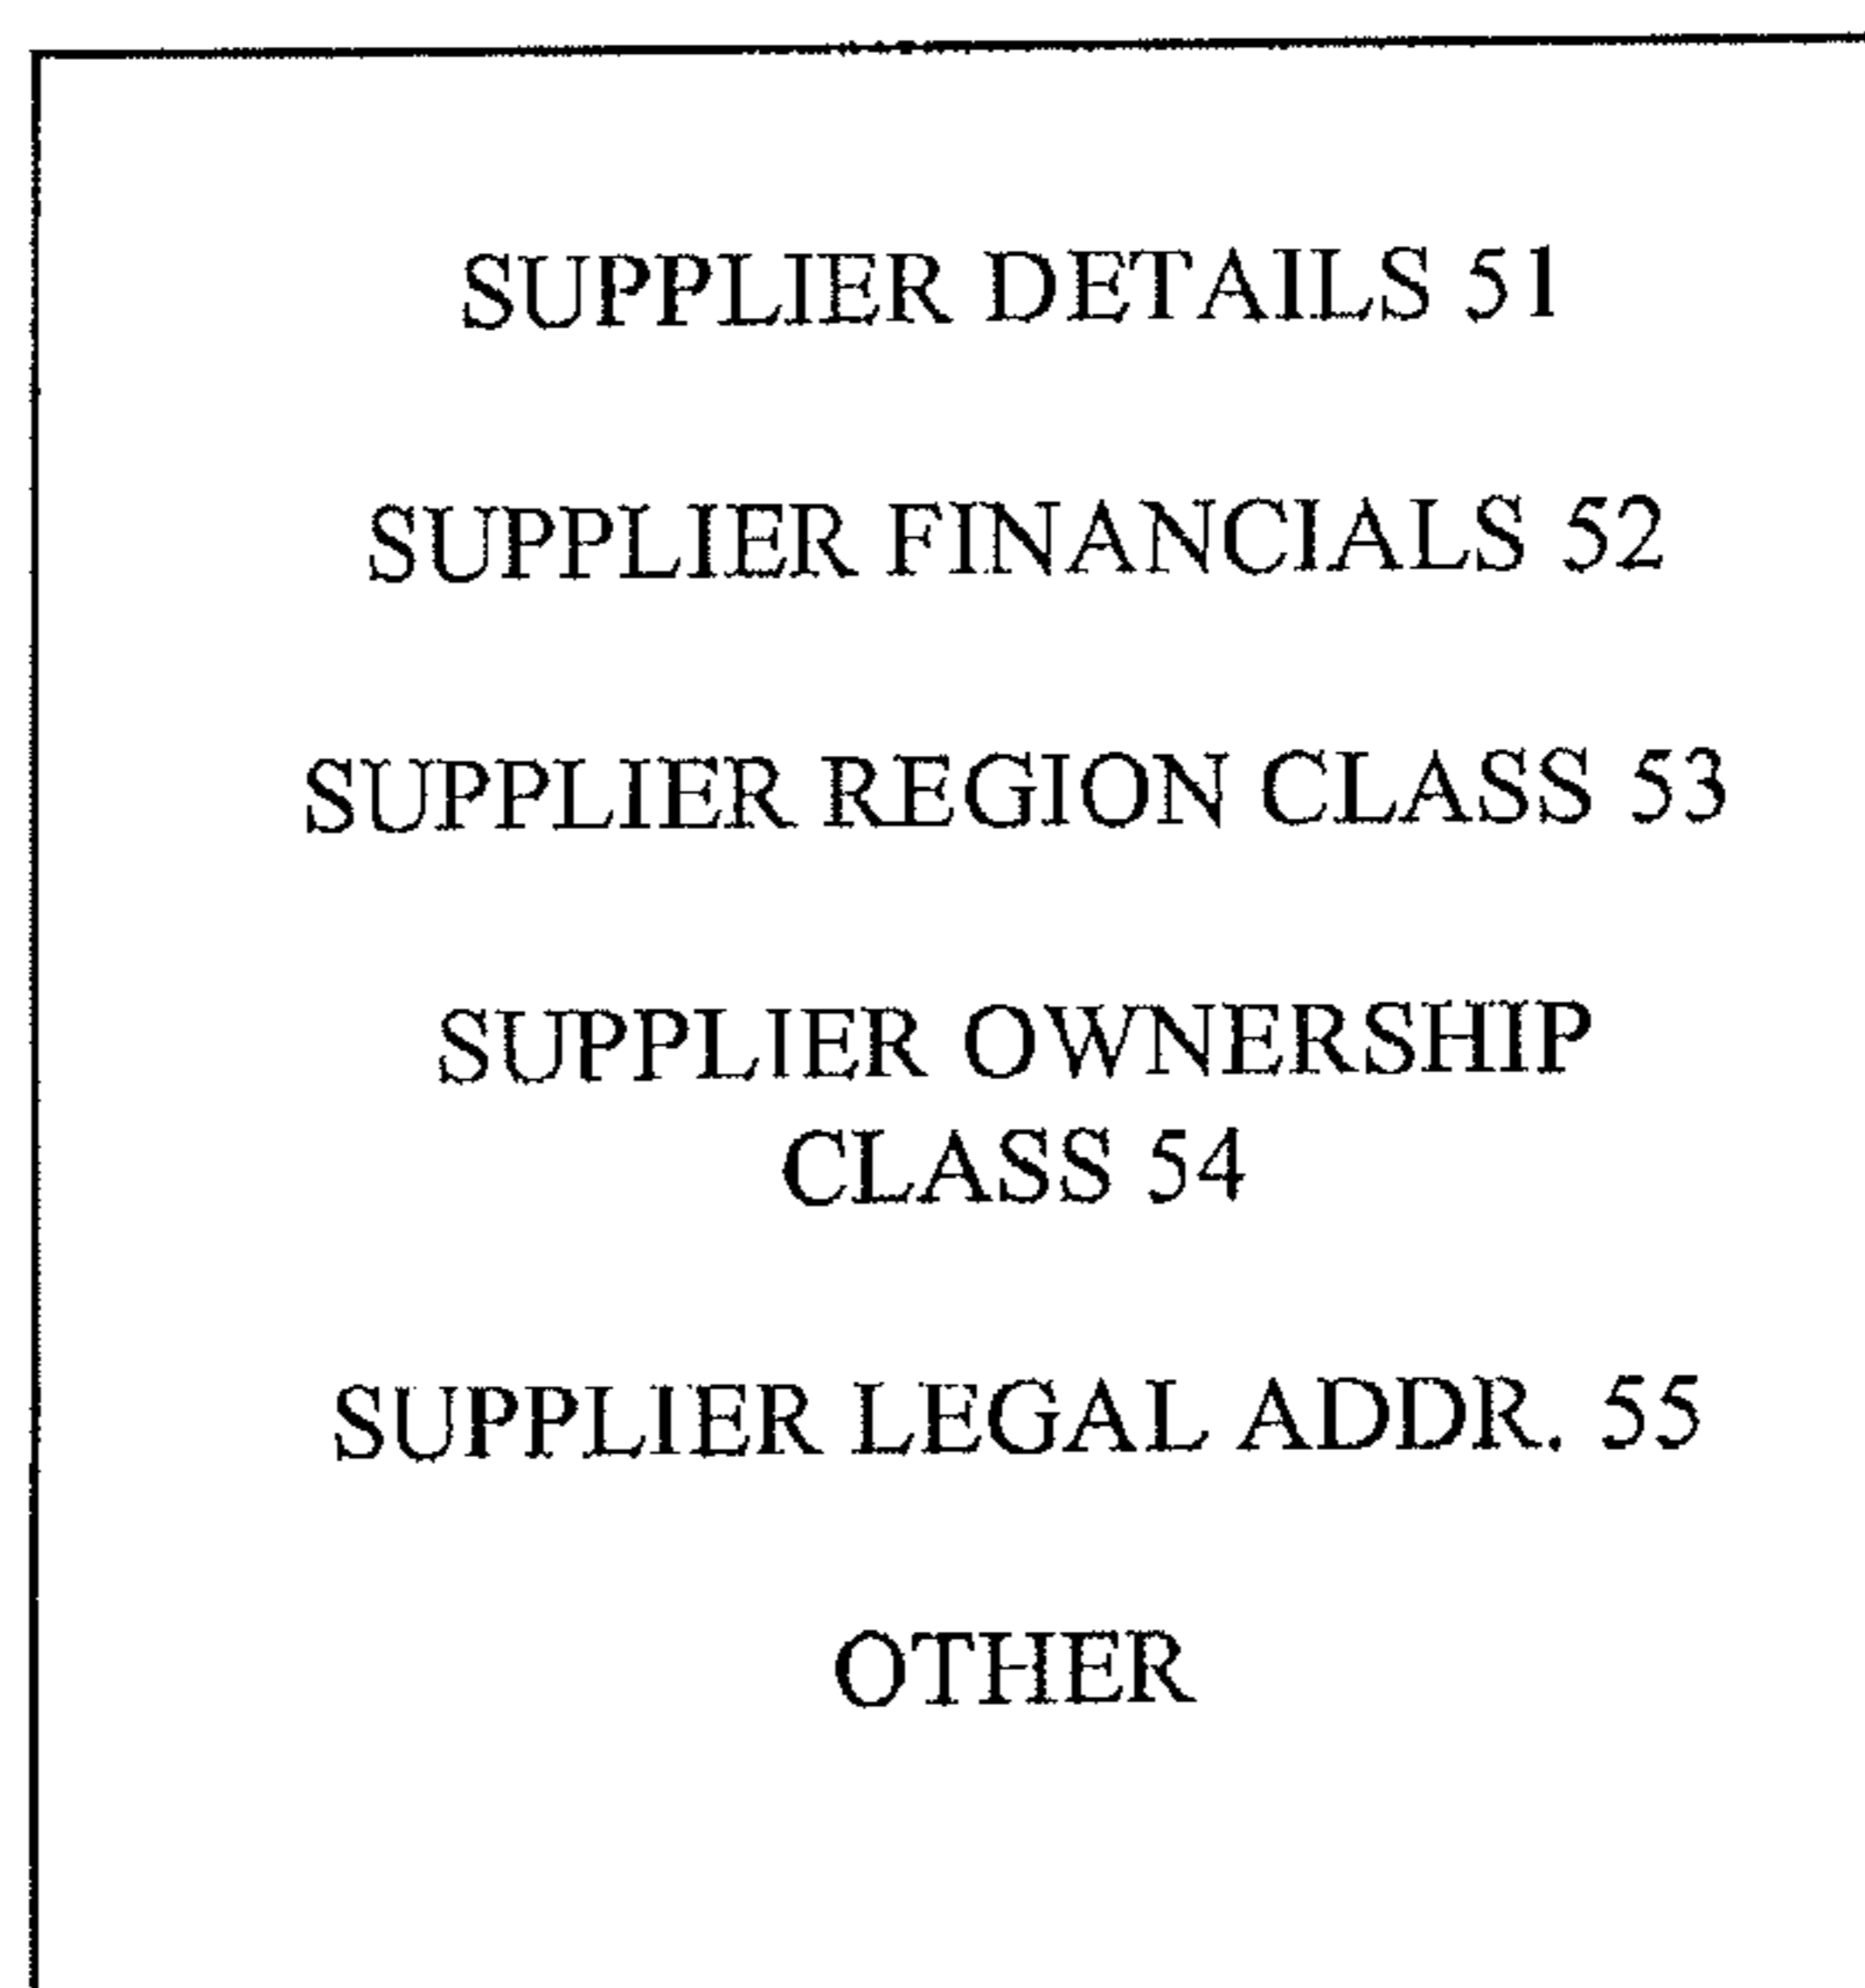 SUPPLIER DETAILS 51
SUPPLIER FINANCIALS 52
SUPPLIER REGION CLASS 53
SUPPLIER OWNERSHIP
CLASS 54
SUPPLIER LEGAL ADDR. 55
OTHER